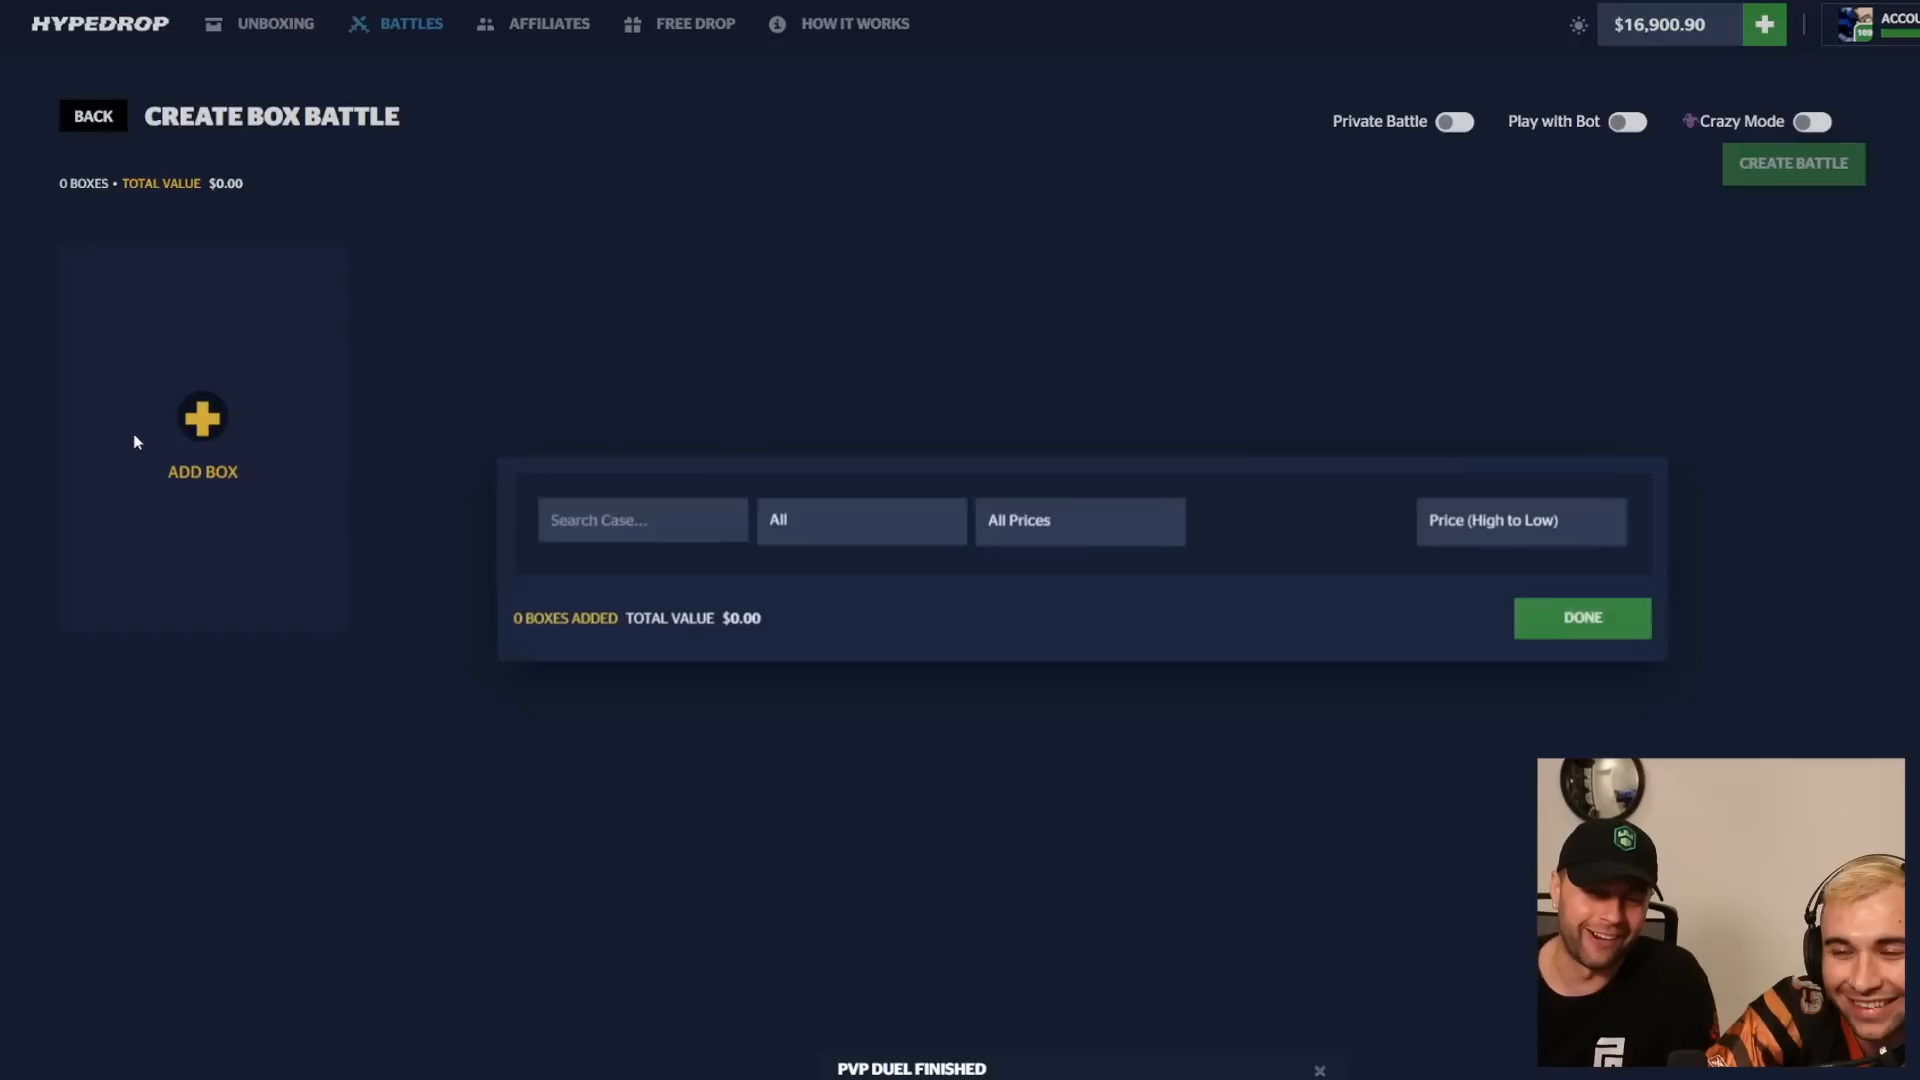 HYPEDROP
UNBOXING
BATTLES
AFFILIATES
FREE DROP
HOW IT WORKS
$16,900.90
109
ACCOU
BACK
CREATE BOX BATTLE
Private Battle
Play with Bot
Crazy Mode
CREATE BATTLE
0 BOXES • TOTAL VALUE $0.00
ADD BOX
Search Case...
All
All Prices
Price (High to Low)
0 BOXES ADDED TOTAL VALUE $0.00
DONE
PVP DUEL FINISHED